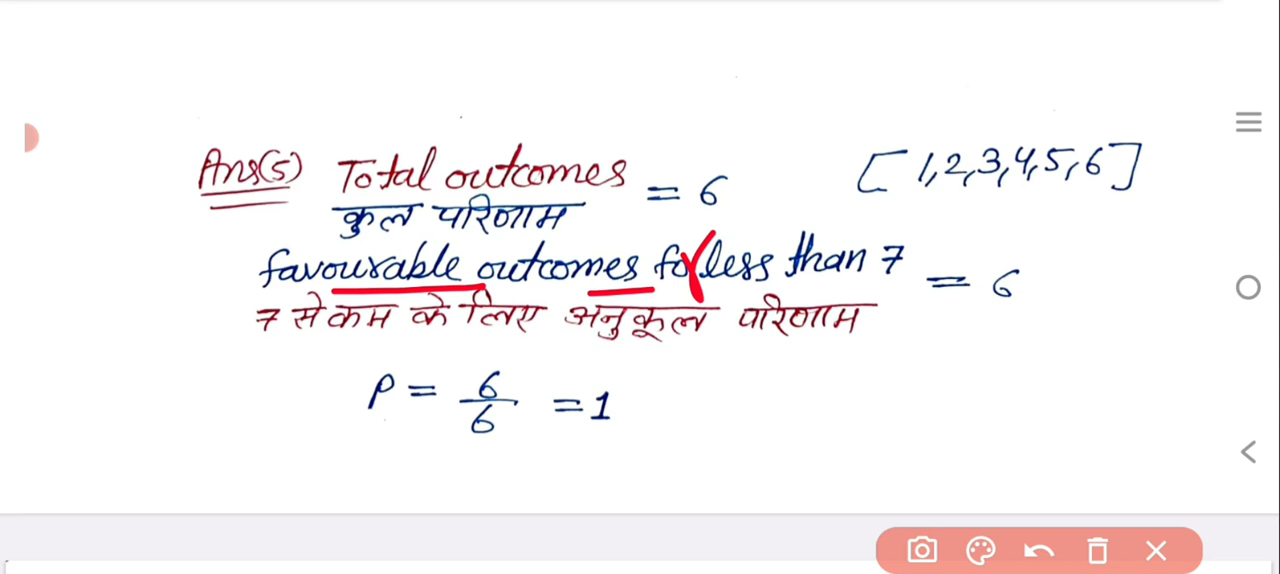 Ans(5) Total outcomes = 6 [1,2,3,4,5,6]
कुल परिणाम
favourable outcomes for less than 7 = 6
7 से कम के लिए अनुकूल परिणाम
P = 6/6 = 1